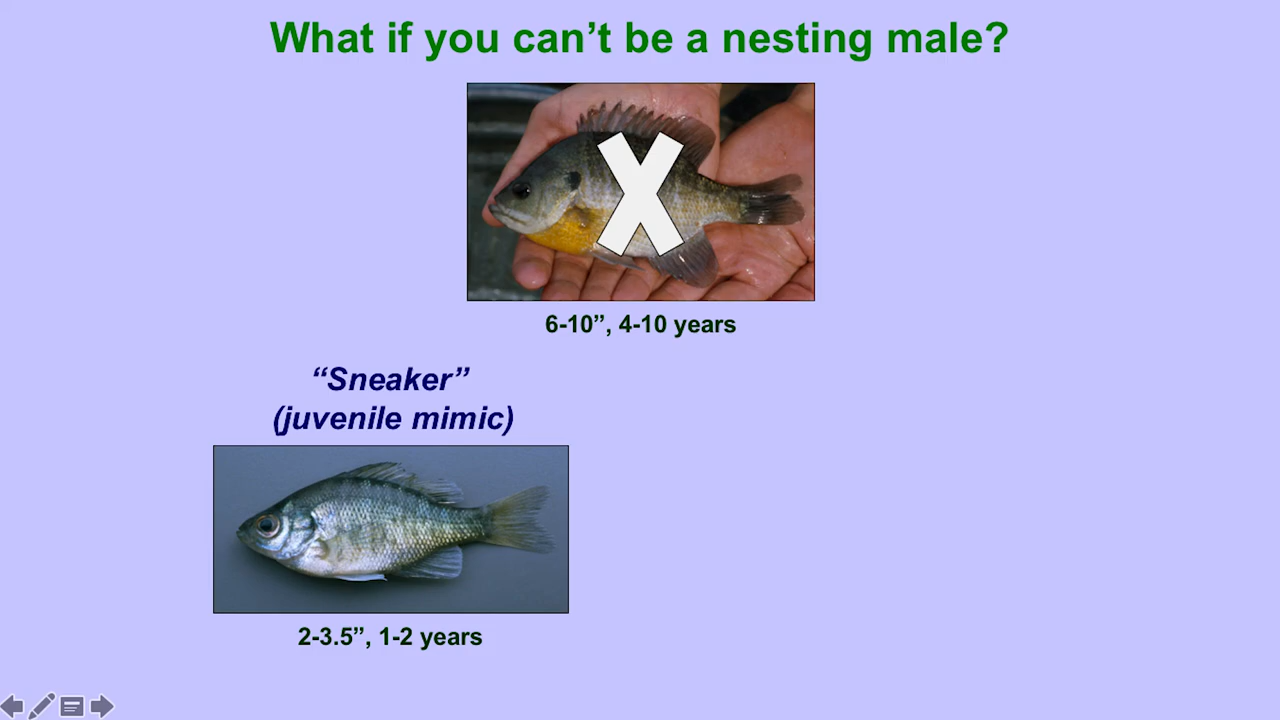 What if you can’t be a nesting male?
X
6-10”, 4-10 years
“Sneaker”
(juvenile mimic)
2-3.5”, 1-2 years